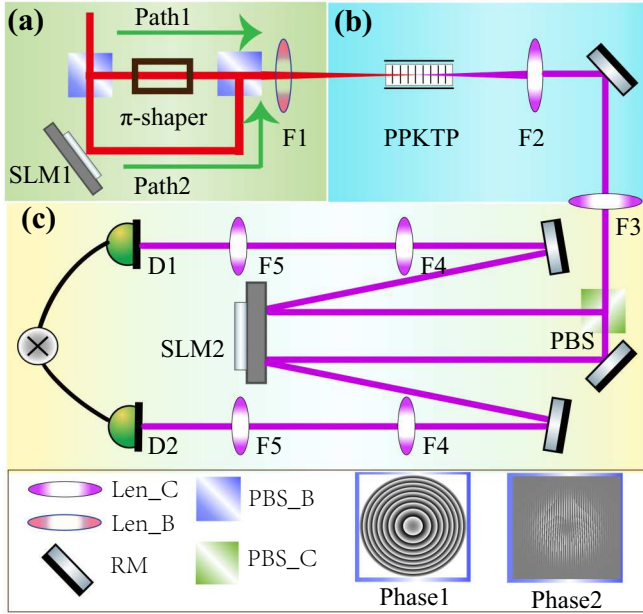 (a)
Path1
π-shaper
F1
SLM1
Path2
(b)
PPKTP
F2
F3
(c)
D1
F5
F4
SLM2
PBS
D2
F5
F4
Len_C
Len_B
RM
PBS_B
PBS_C
Phase1
Phase2